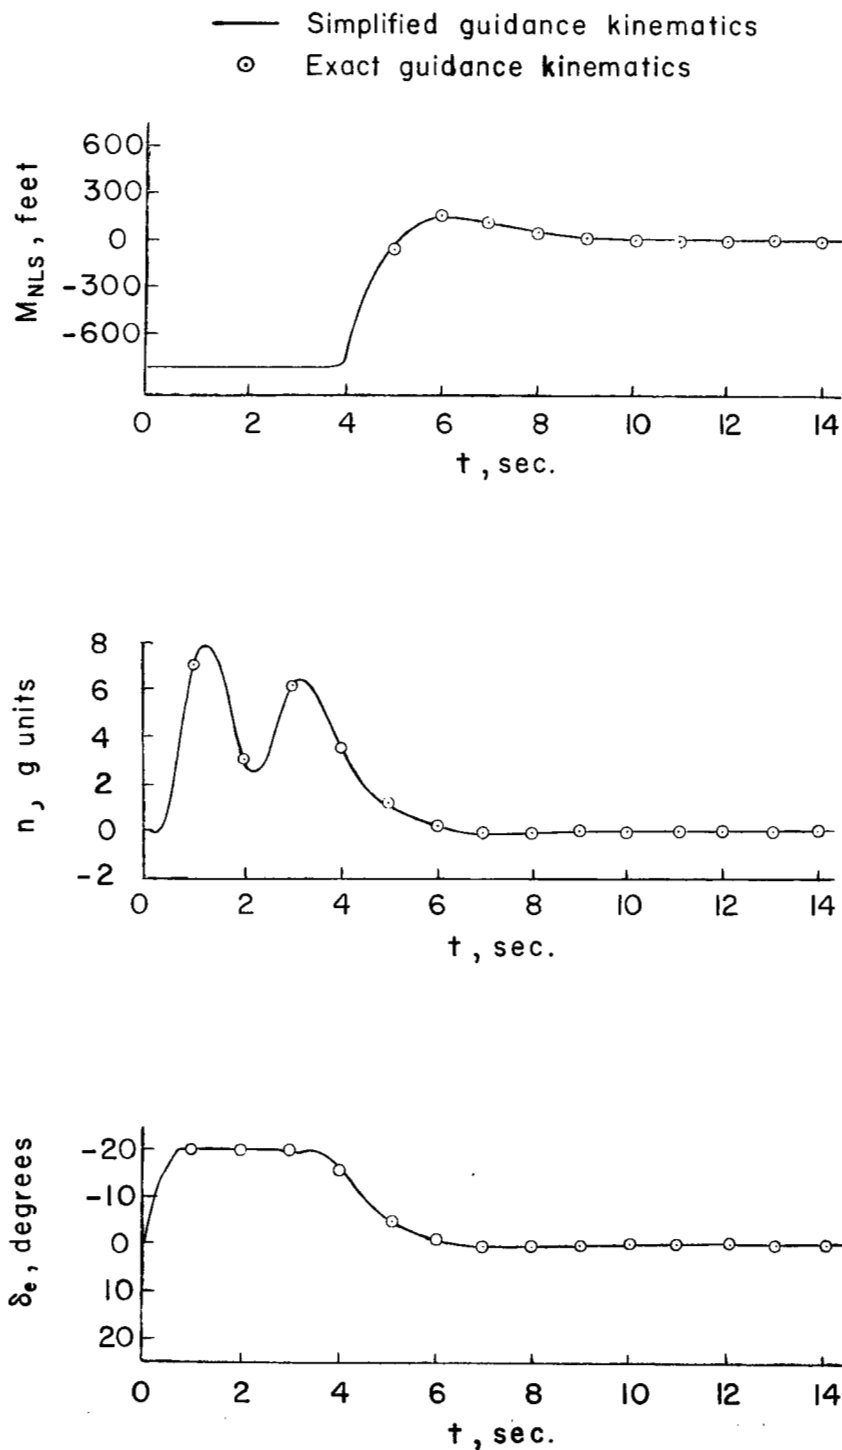 Simplified guidance kinematics
Exact guidance kinematics
M_NLS, feet
600
300
0
-300
-600
0 2 4 6 8 10 12 14
t, sec.
n, g units
8
6
4
2
0
-2
0 2 4 6 8 10 12 14
t, sec.
δe, degrees
-20
-10
0
10
20
0 2 4 6 8 10 12 14
t, sec.